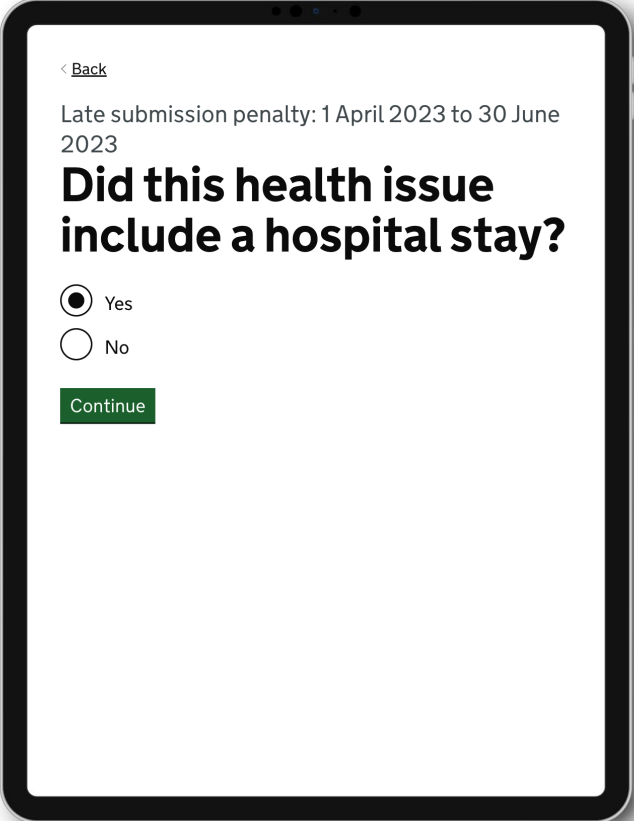 Back
Late submission penalty: 1 April 2023 to 30 June
2023
Did this health issue
include a hospital stay?
Yes
No
Continue